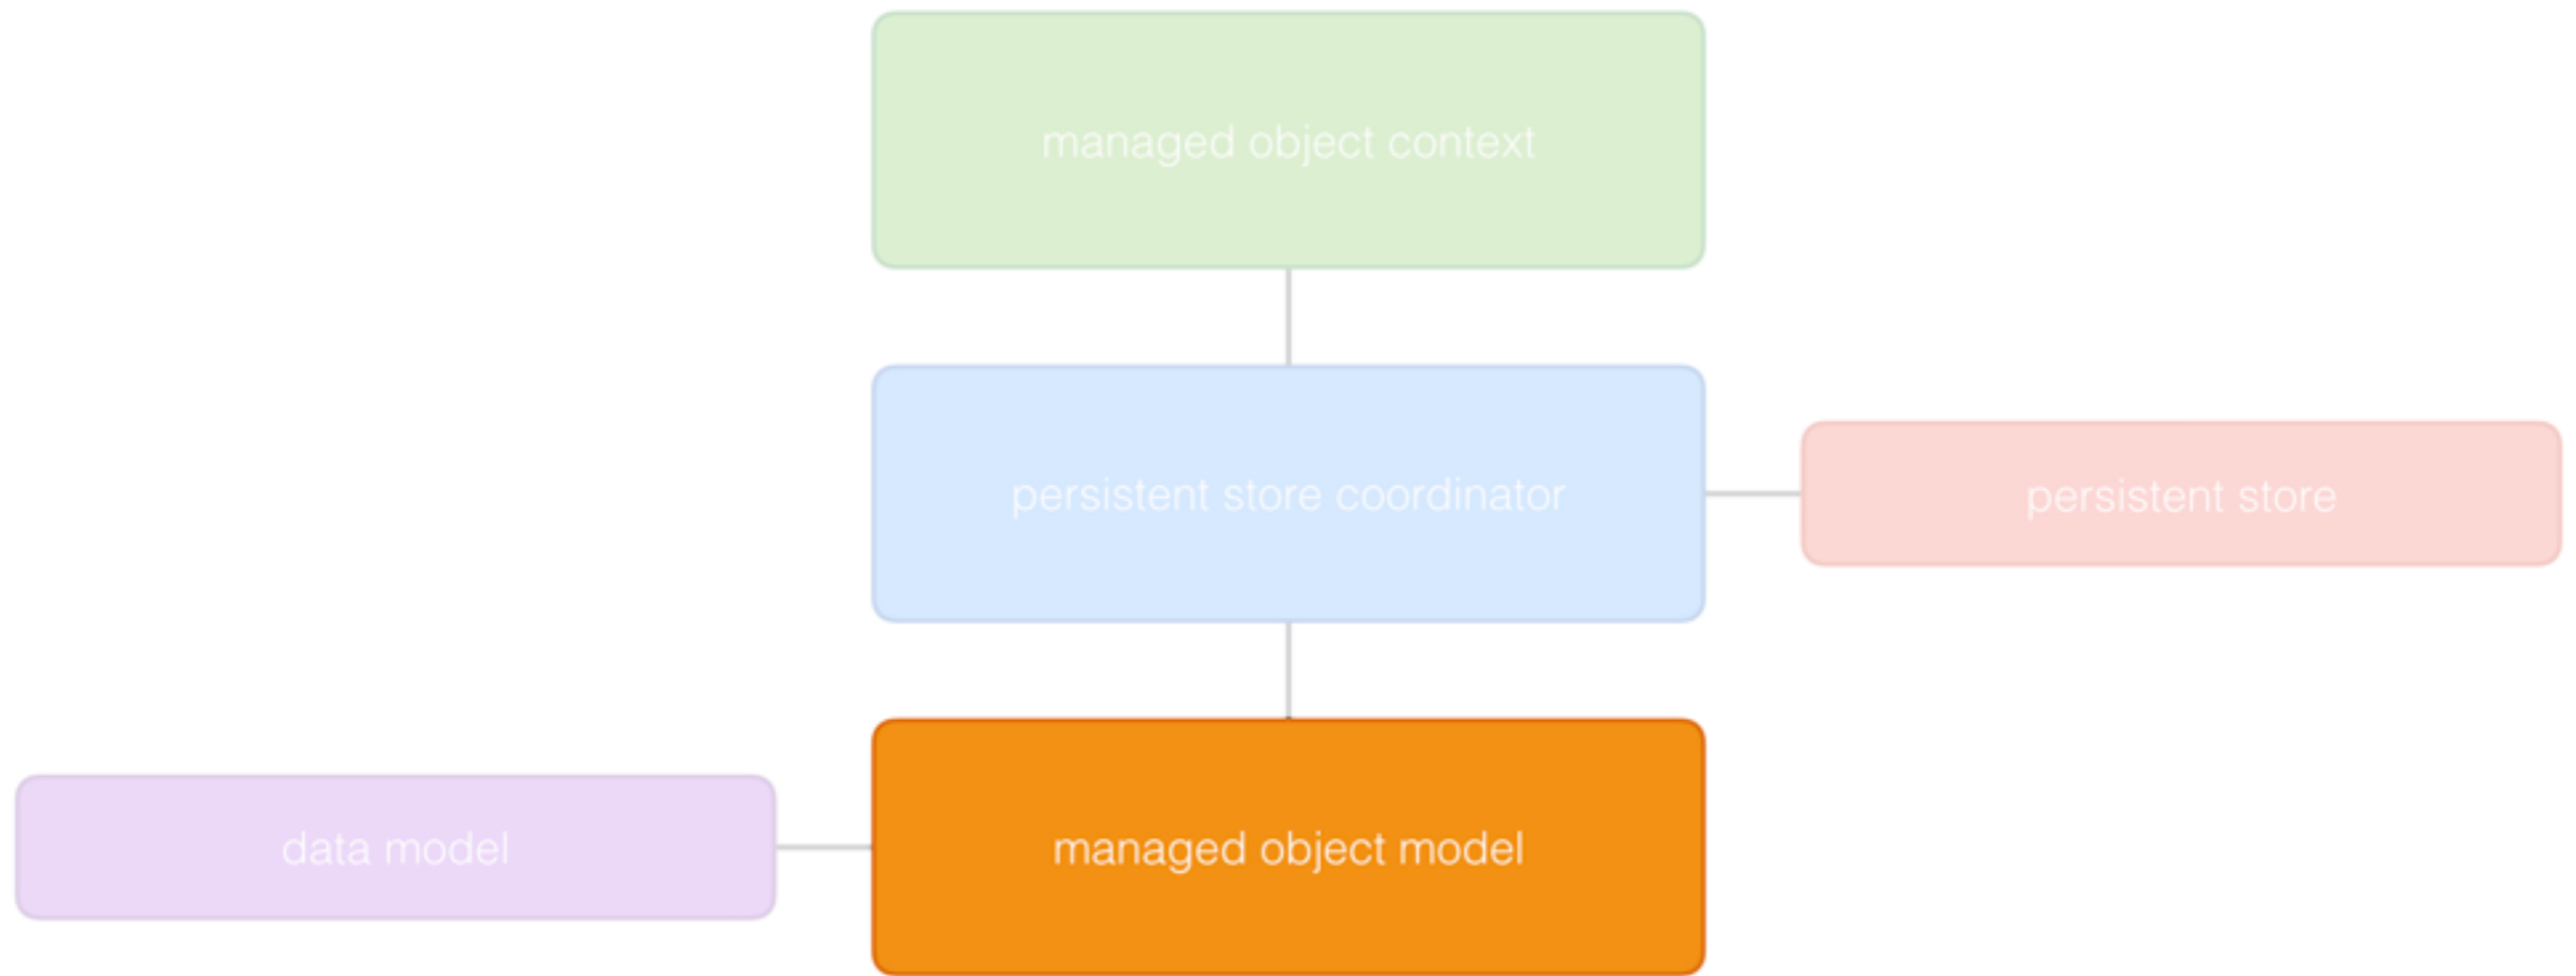 managed object context
persistent store coordinator
persistent store
data model
managed object model